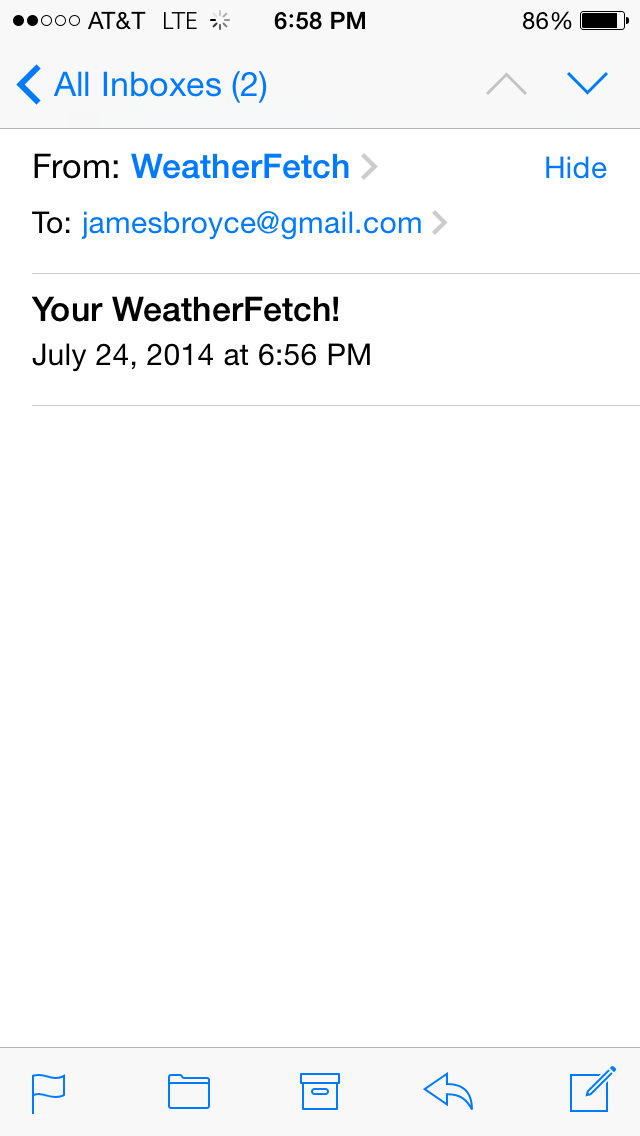 AT&T LTE 6:58 PM 86%
All Inboxes (2)
From: WeatherFetch Hide
To: jamesbroyce@gmail.com
Your WeatherFetch!
July 24, 2014 at 6:56 PM